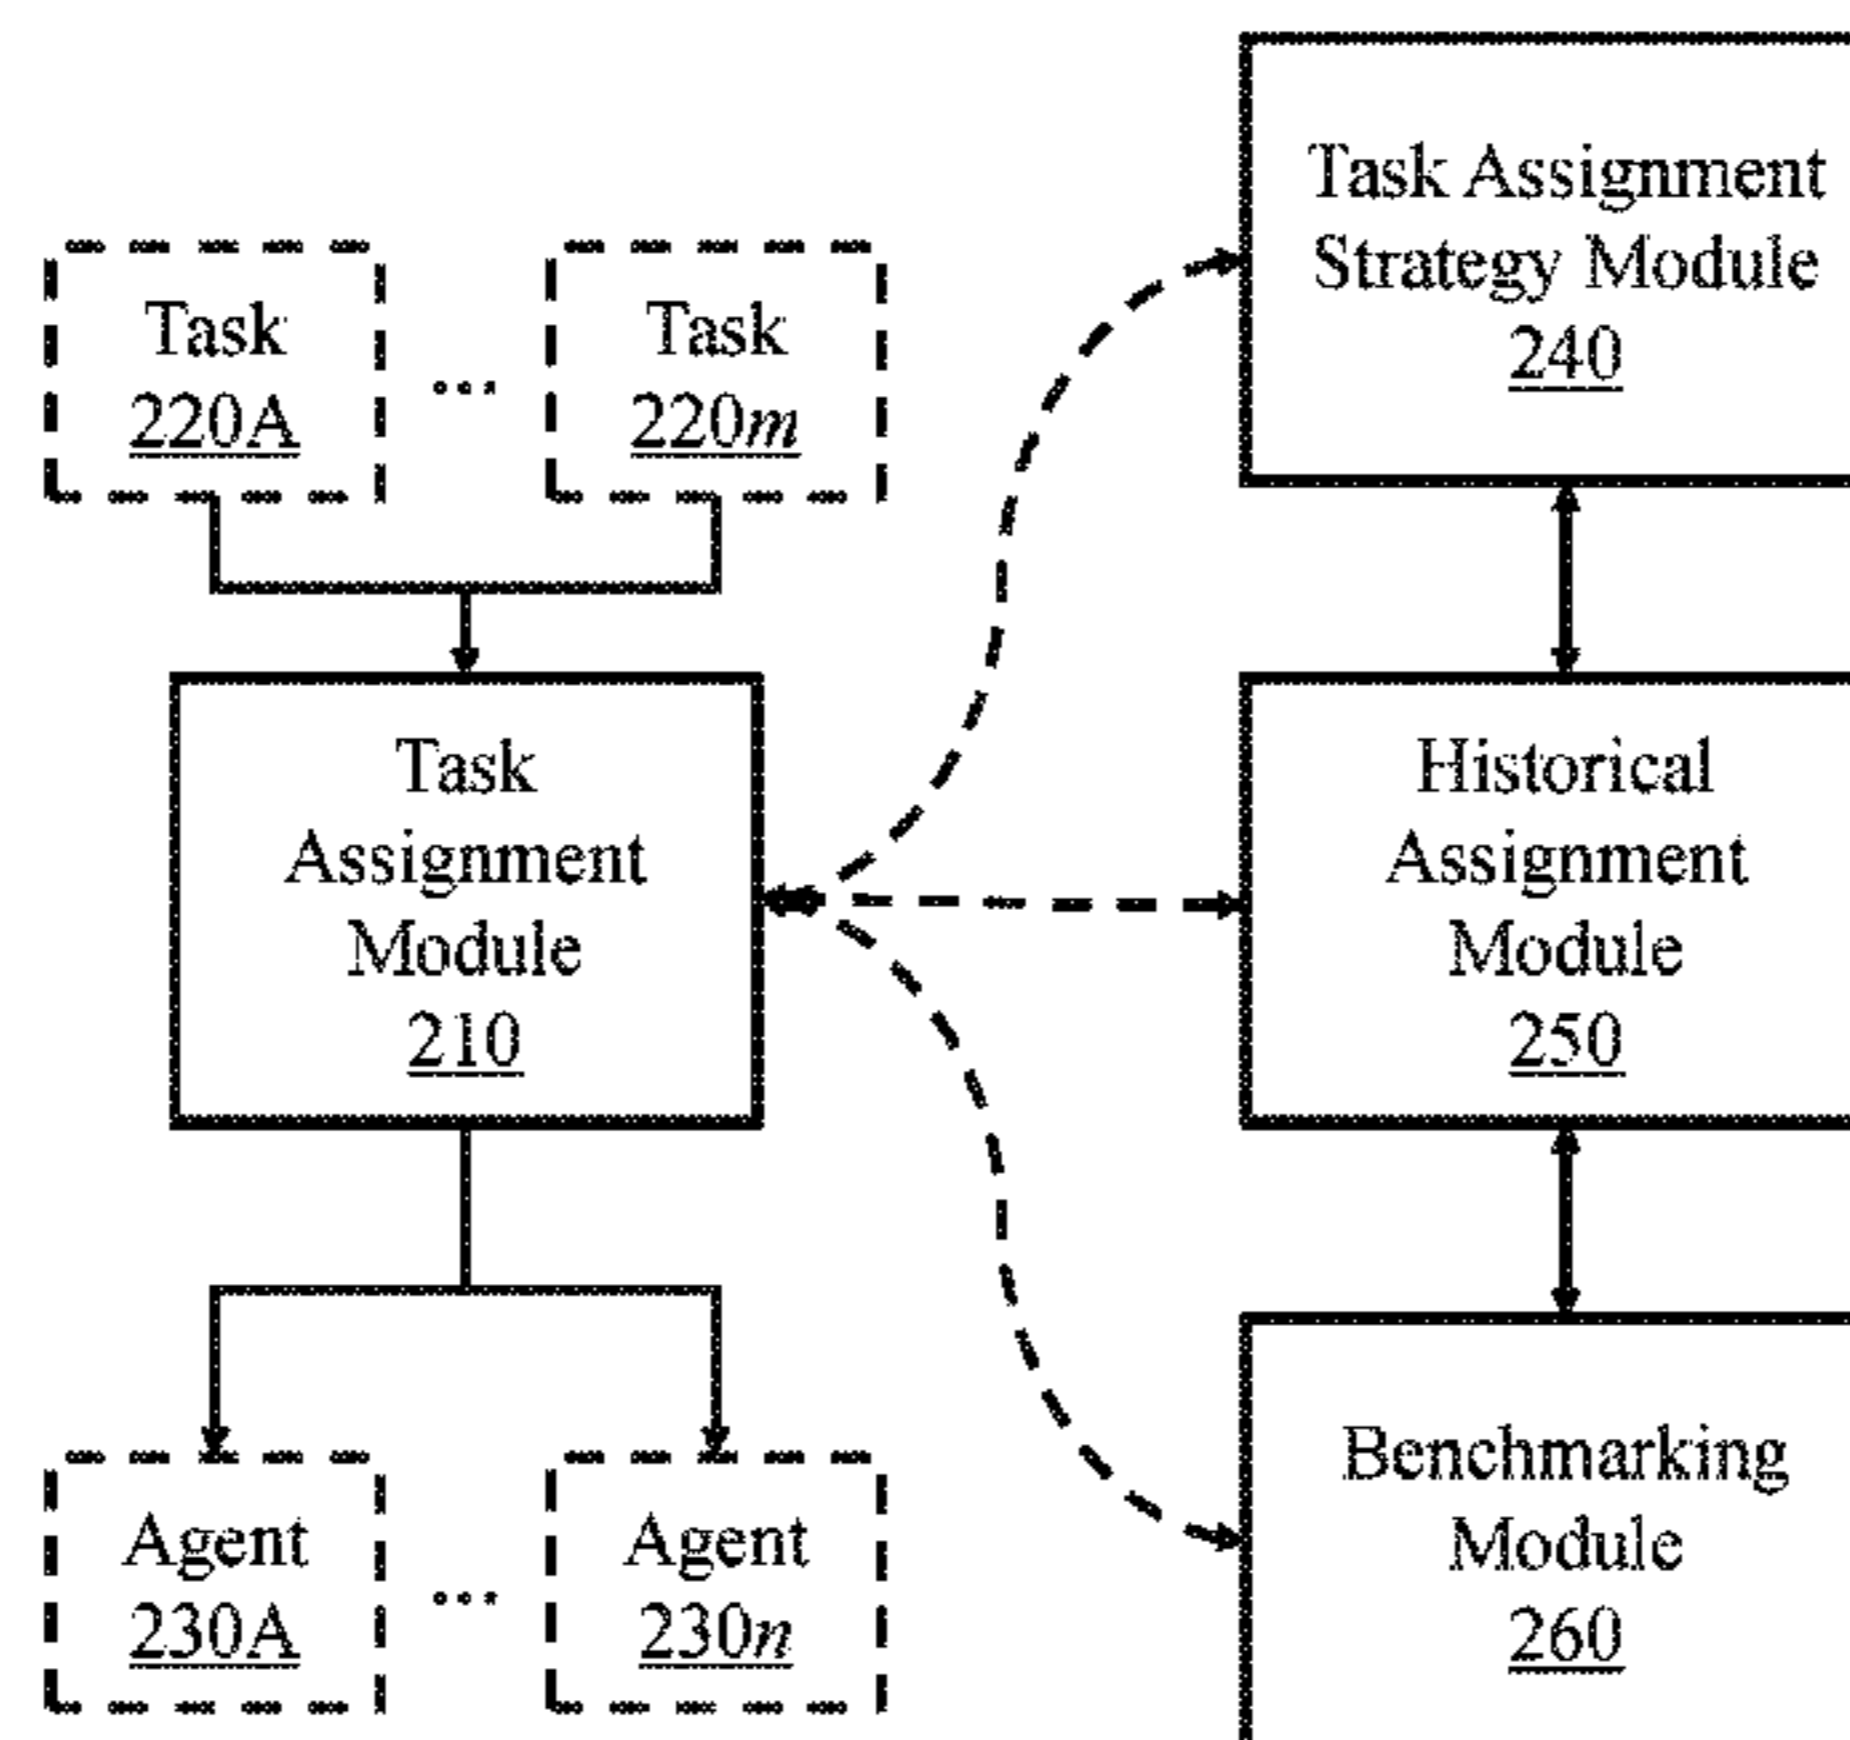 Task
220A
...
Task
220m
Task Assignment
Strategy Module
240
Task
Assignment
Module
210
Historical
Assignment
Module
250
Agent
230A
...
Agent
230n
Benchmarking
Module
260